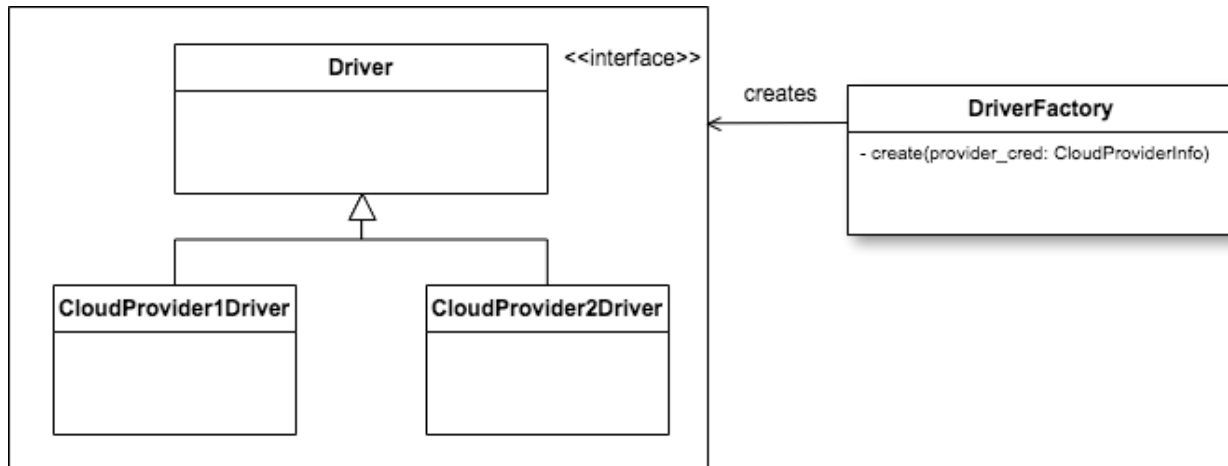 Driver
<<interface>>
creates
DriverFactory
- create(provider_cred: CloudProviderInfo)
CloudProvider1Driver
CloudProvider2Driver